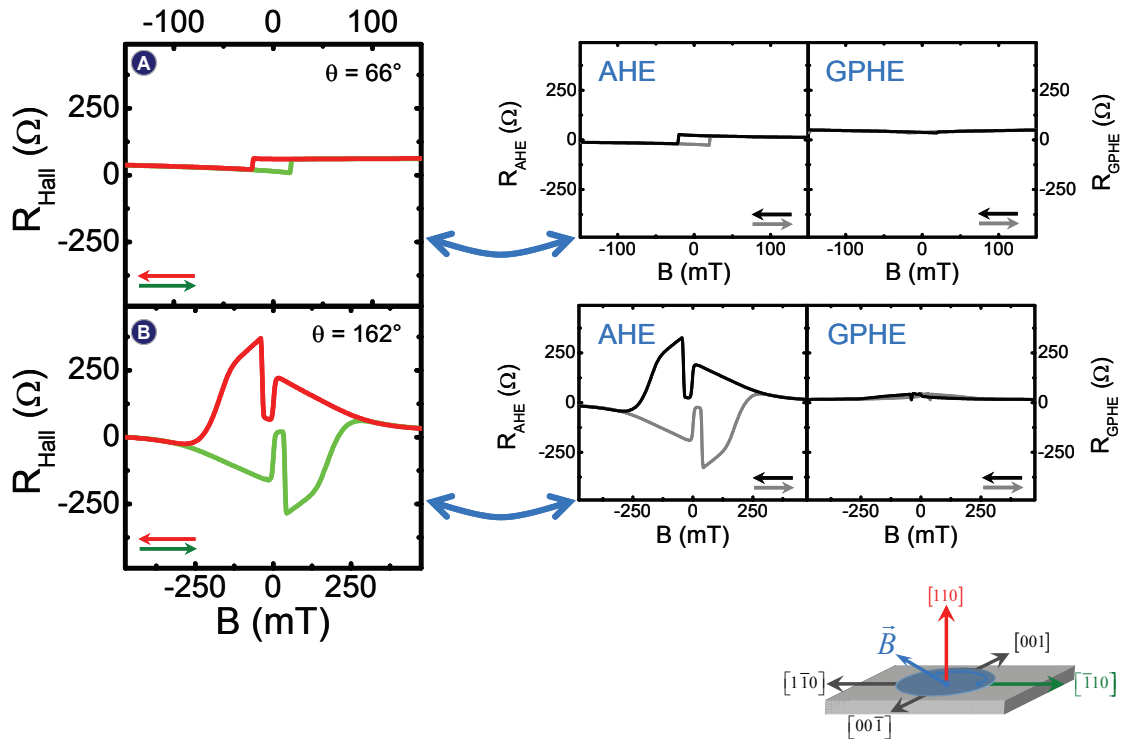 -100 0 100
A
θ = 66°
250
0
-250
R_Hall (Ω)
B
θ = 162°
250
0
-250
R_Hall (Ω)
-250 0 250
B (mT)
AHE GPHE
250
0
-250
R_AHE (Ω)
250
0
-250
R_GPHE (Ω)
-100 0 100 -100 0 100
B (mT) B (mT)
AHE GPHE
250
0
-250
R_AHE (Ω)
250
0
-250
R_GPHE (Ω)
-250 0 250 -250 0 250
B (mT) B (mT)
[110]
B⃗
[001]
[11̄0]
[1̄10]
[001̄]